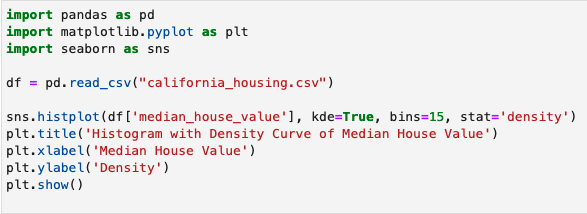 import pandas as pd
import matplotlib.pyplot as plt
import seaborn as sns
df = pd.read_csv("california_housing.csv")
sns.histplot(df['median_house_value'], kde=True, bins=15, stat='density')
plt.title('Histogram with Density Curve of Median House Value')
plt.xlabel('Median House Value')
plt.ylabel('Density')
plt.show()